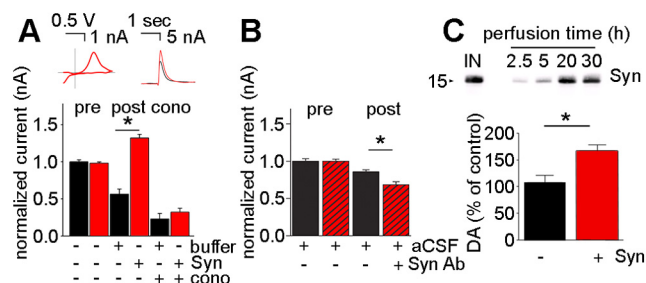 A
0.5 V
1 nA
1 sec
5 nA
normalized current (nA)
pre
post
cono
*
1.5
1.0
0.5
0.0
- - + - + - buffer
- - - + - + Syn
- - - - + + cono
B
normalized current (nA)
pre
post
*
1.5
1.0
0.5
0.0
+ + + + aCSF
+ Syn Ab
C
perfusion time (h)
IN
2.5 5 20 30
15
Syn
DA (% of control)
*
200
150
100
50
0
- + Syn